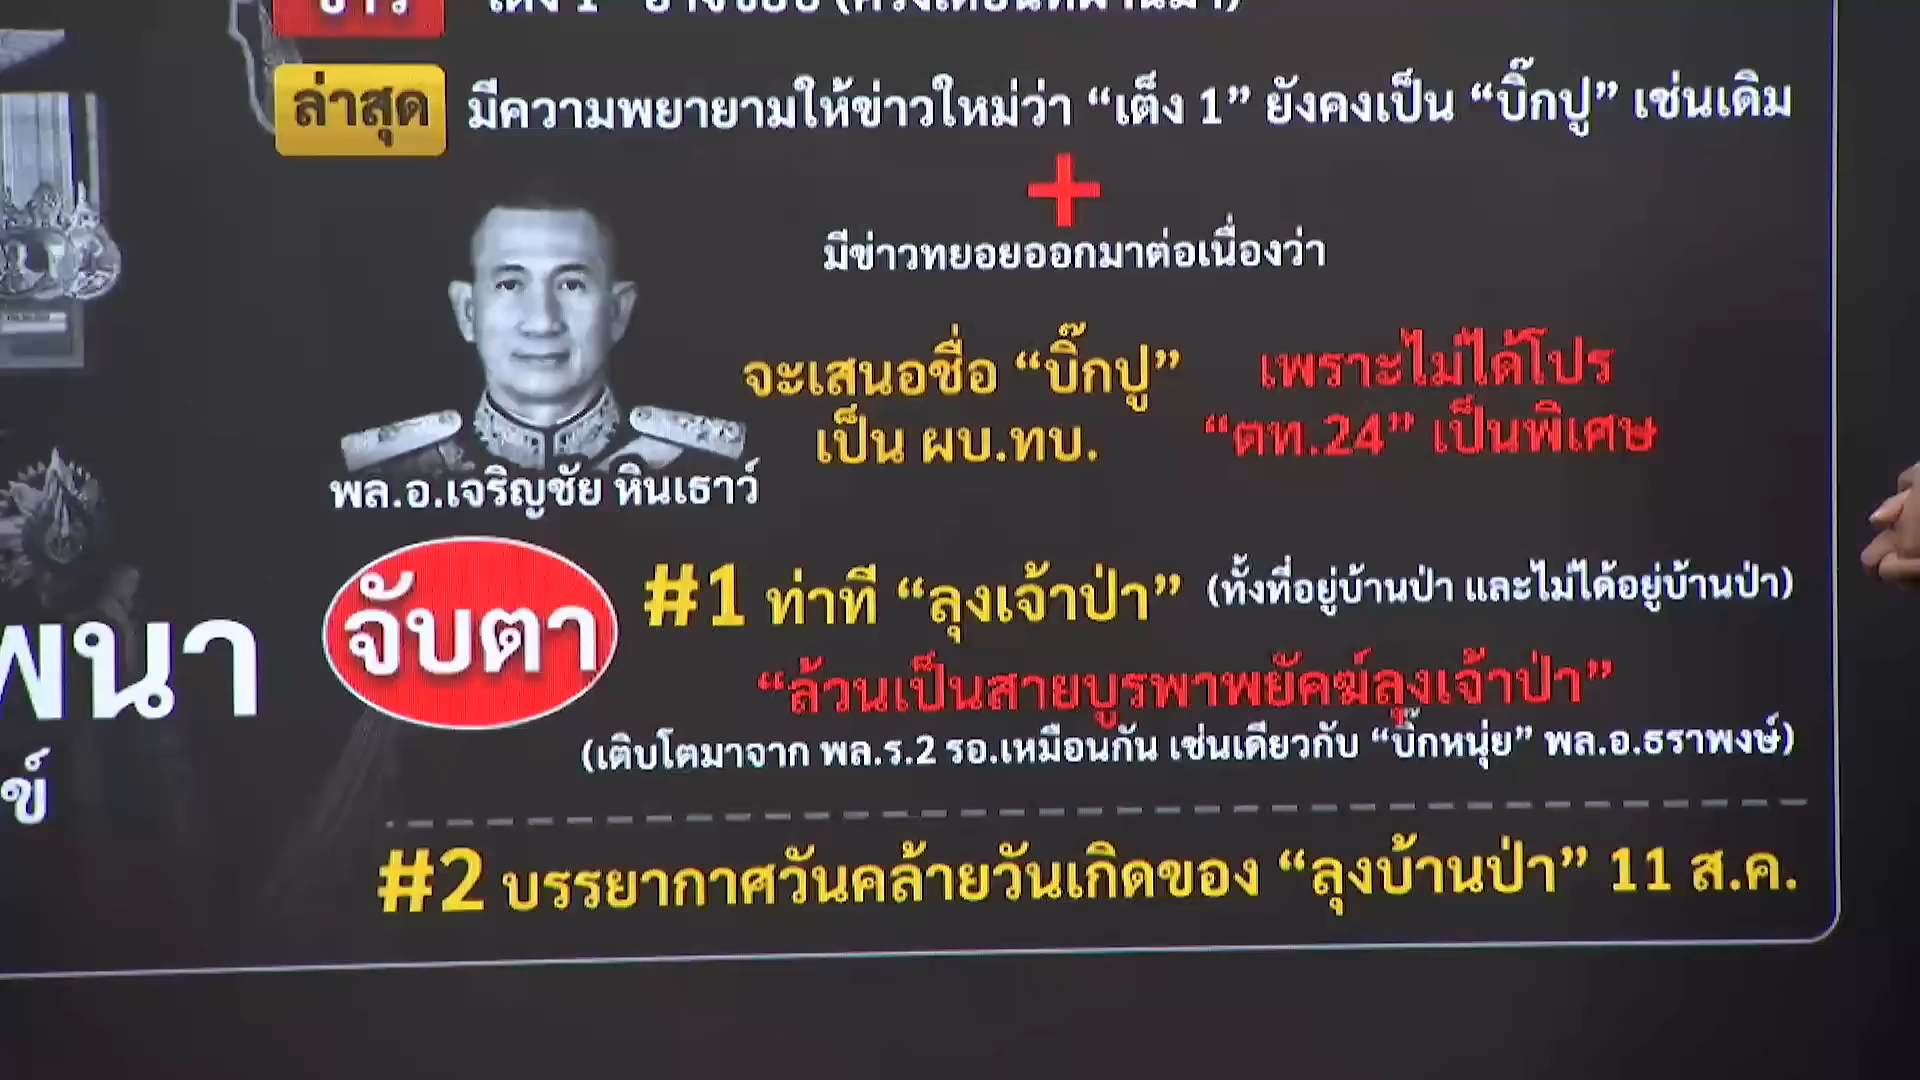 ล่าสุด มีความพยายามให้ข่าวใหม่ว่า “เต็ง 1” ยังคงเป็น “บิ๊กปู” เช่นเดิม
+
มีข่าวทยอยออกมาต่อเนื่องว่า
จะเสนอชื่อ “บิ๊กปู”
เป็น ผบ.ทบ.
เพราะไม่ได้โปร
“ตท.24” เป็นพิเศษ
พล.อ.เจริญชัย หินเธาว์
จับตา
#1 ท่าที “ลุงเจ้าป่า” (ทั้งที่อยู่บ้านป่า และไม่ได้อยู่บ้านป่า)
“ล้วนเป็นสายบูรพาพยัคฆ์ลุงเจ้าป่า”
(เติบโตมาจาก พล.ร.2 รอ.เหมือนกัน เช่นเดียวกับ “บิ๊กหนุ่ย” พล.อ.ธราพงษ์)
#2 บรรยากาศวันคล้ายวันเกิดของ “ลุงบ้านป่า” 11 ส.ค.